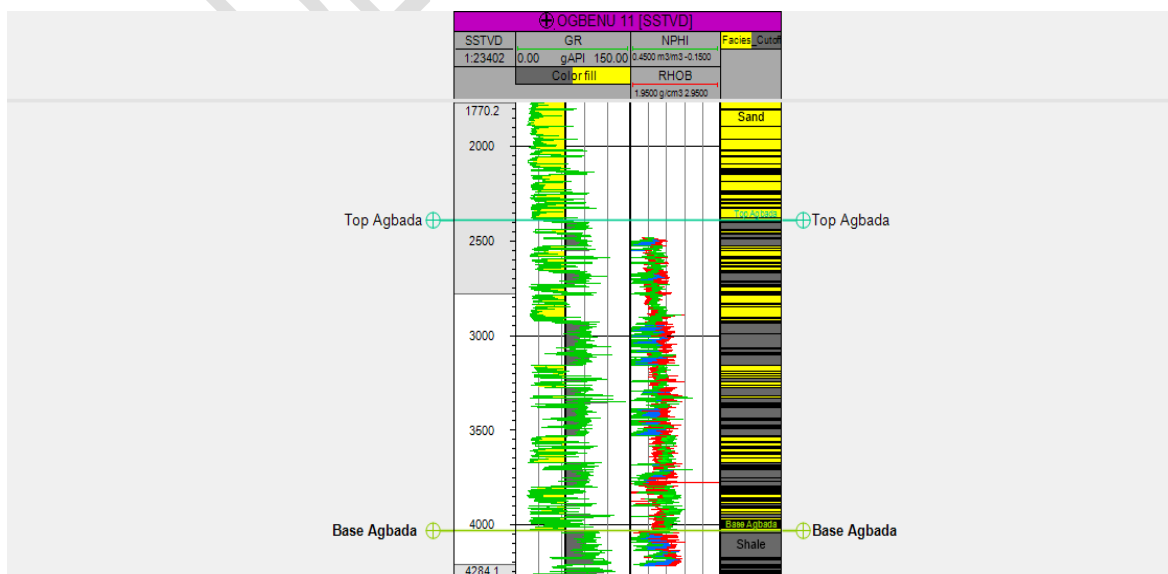 OGBENU 11 [SSTVD]
SSTVD GR NPHI Facies_Cutoff
1:23402 0.00 gAPI 150.00 0.4500 m3/m3 -0.1500
Color fill RHOB
1.9500 g/cm3 2.9500
1770.2
Sand
2000
Top Agbada Top Agbada Top Agbada
2500
3000
3500
4000
Base Agbada Base Agbada Base Agbada
Shale
4284.1